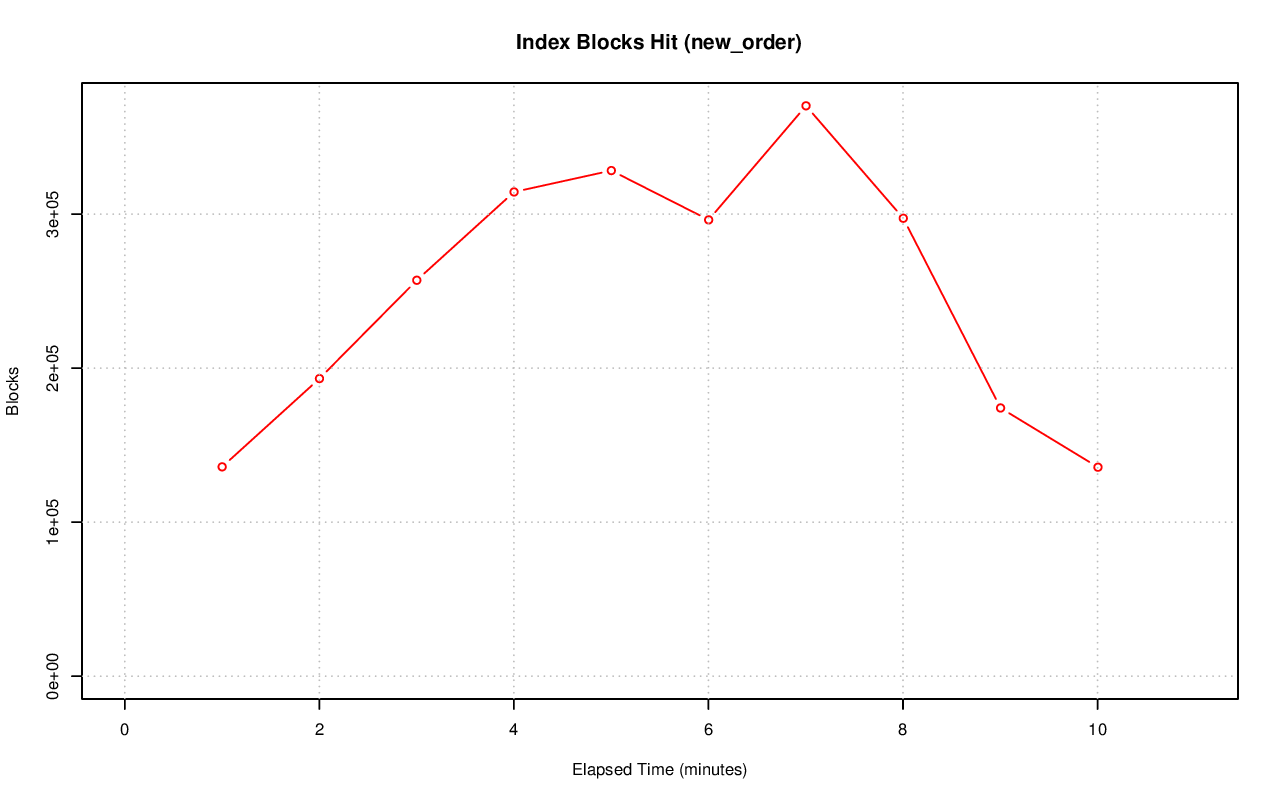 Index Blocks Hit (new_order)
Blocks
3e+05
2e+05
1e+05
0e+00
0 2 4 6 8 10
Elapsed Time (minutes)